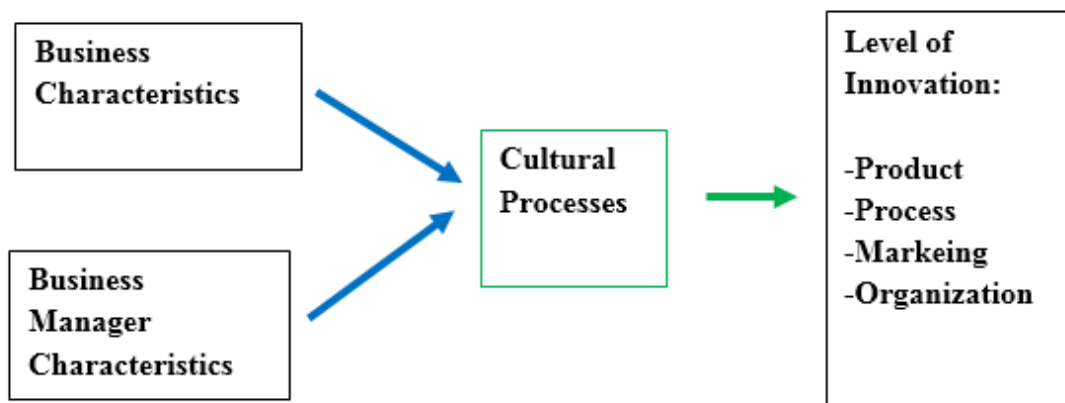 Business
Characteristics
Business
Manager
Characteristics
Cultural
Processes
Level of
Innovation:
-Product
-Process
-Markeing
-Organization